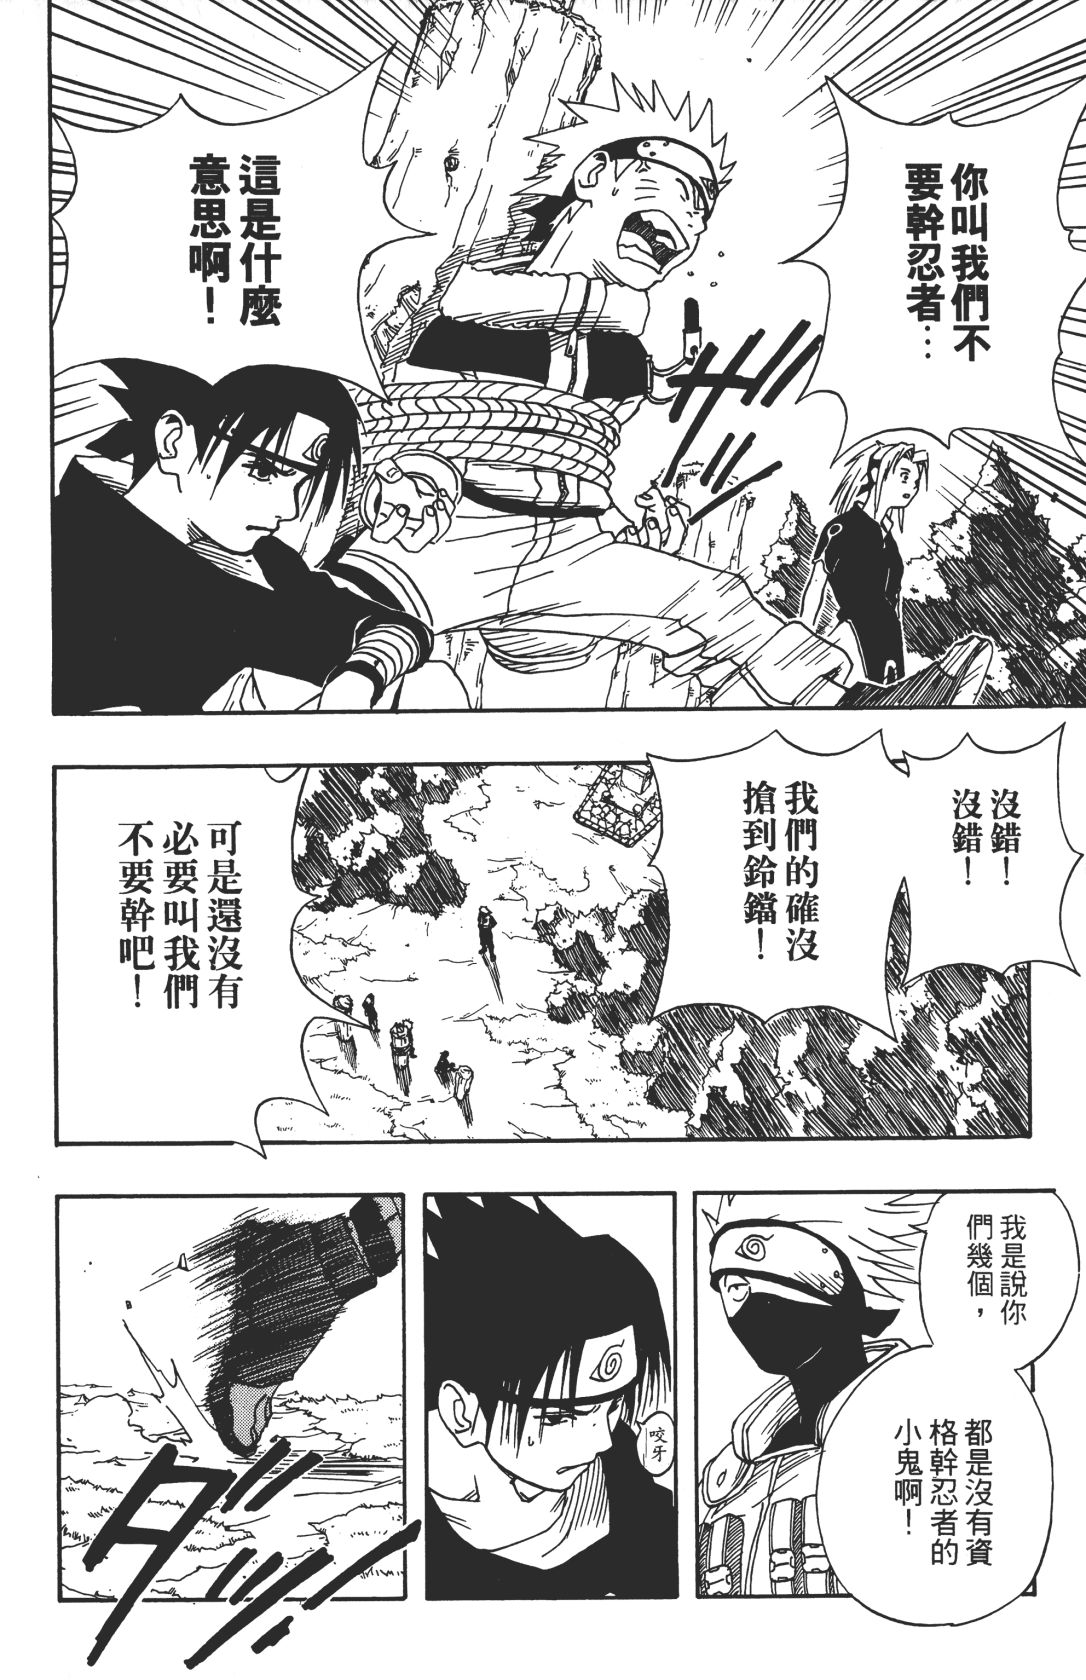 你叫我們不
要幹忍者…
這是什麼
意思啊！
沒錯！
沒錯！
我們的確沒
搶到鈴鐺！
可是還沒有
必要叫我們
不要幹吧！
我是說你
們幾個，
都是沒有資
格幹忍者的
小鬼啊！
咬牙
ダッ